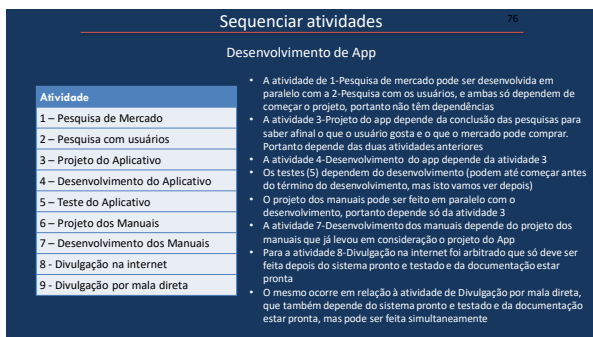 Sequenciar atividades
76
Desenvolvimento de App
Atividade
1 – Pesquisa de Mercado
2 – Pesquisa com usuários
3 – Projeto do Aplicativo
4 – Desenvolvimento do Aplicativo
5 – Teste do Aplicativo
6 – Projeto dos Manuais
7 – Desenvolvimento dos Manuais
8 - Divulgação na internet
9 - Divulgação por mala direta
• A atividade de 1-Pesquisa de mercado pode ser desenvolvida em
paralelo com a 2-Pesquisa com os usuários, e ambas só dependem de
começar o projeto, portanto não têm dependências
• A atividade 3-Projeto do app depende da conclusão das pesquisas para
saber afinal o que o usuário gosta e o que o mercado pode comprar.
Portanto depende das duas atividades anteriores
• A atividade 4-Desenvolvimento do app depende da atividade 3
• Os testes (5) dependem do desenvolvimento (podem até começar antes
do término do desenvolvimento, mas isto vamos ver depois)
• O projeto dos manuais pode ser feito em paralelo com o
desenvolvimento, portanto depende só da atividade 3
• A atividade 7-Desenvolvimento dos manuais depende do projeto dos
manuais que já levou em consideração o projeto do App
• Para a atividade 8-Divulgação na internet foi arbitrado que só deve ser
feita depois do sistema pronto e testado e da documentação estar
pronta
• O mesmo ocorre em relação à atividade de Divulgação por mala direta,
que também depende do sistema pronto e testado e da documentação
estar pronta, mas pode ser feita simultaneamente